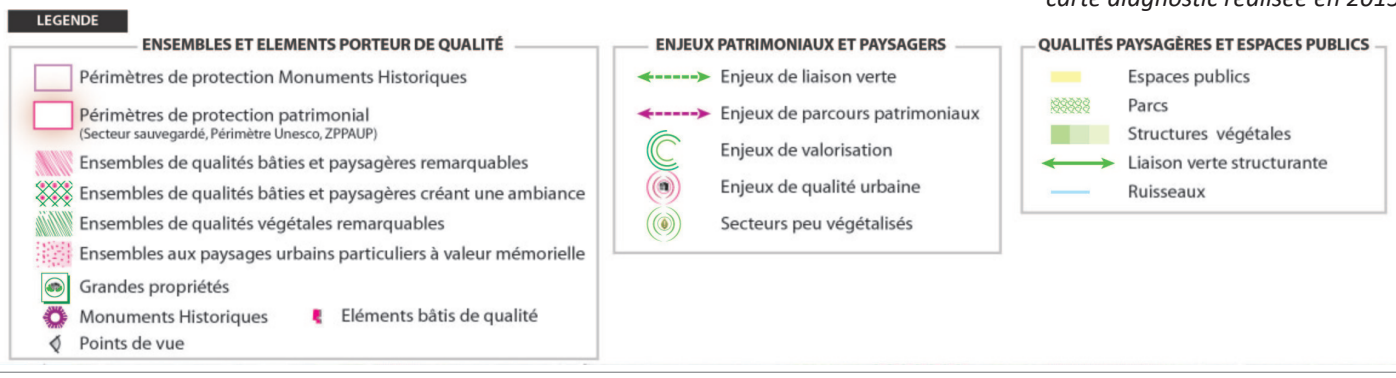 carte diagnostic réalisée en 2015
LEGENDE
ENSEMBLES ET ELEMENTS PORTEUR DE QUALITÉ
Périmètres de protection Monuments Historiques
Périmètres de protection patrimonial
(Secteur sauvegardé, Périmètre Unesco, ZPPAUP)
Ensembles de qualités bâties et paysagères remarquables
Ensembles de qualités bâties et paysagères créant une ambiance
Ensembles de qualités végétales remarquables
Ensembles aux paysages urbains particuliers à valeur mémorielle
Grandes propriétés
Monuments Historiques
Eléments bâtis de qualité
Points de vue
ENJEUX PATRIMONIAUX ET PAYSAGERS
Enjeux de liaison verte
Enjeux de parcours patrimoniaux
Enjeux de valorisation
Enjeux de qualité urbaine
Secteurs peu végétalisés
QUALITÉS PAYSAGÈRES ET ESPACES PUBLICS
Espaces publics
Parcs
Structures végétales
Liaison verte structurante
Ruisseaux